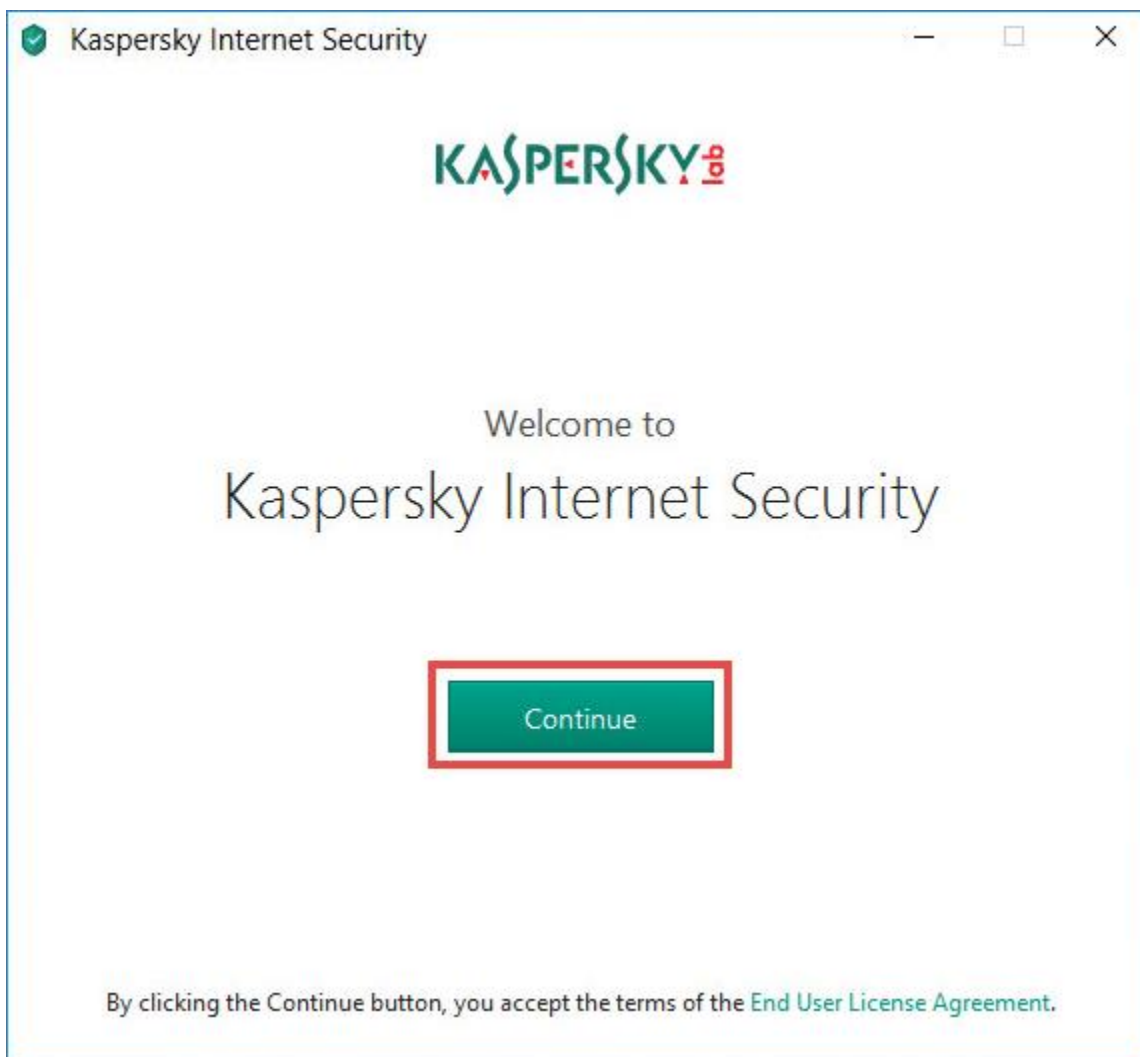 Kaspersky Internet Security
KASPERSKY lab
Welcome to
Kaspersky Internet Security
Continue
By clicking the Continue button, you accept the terms of the End User License Agreement.